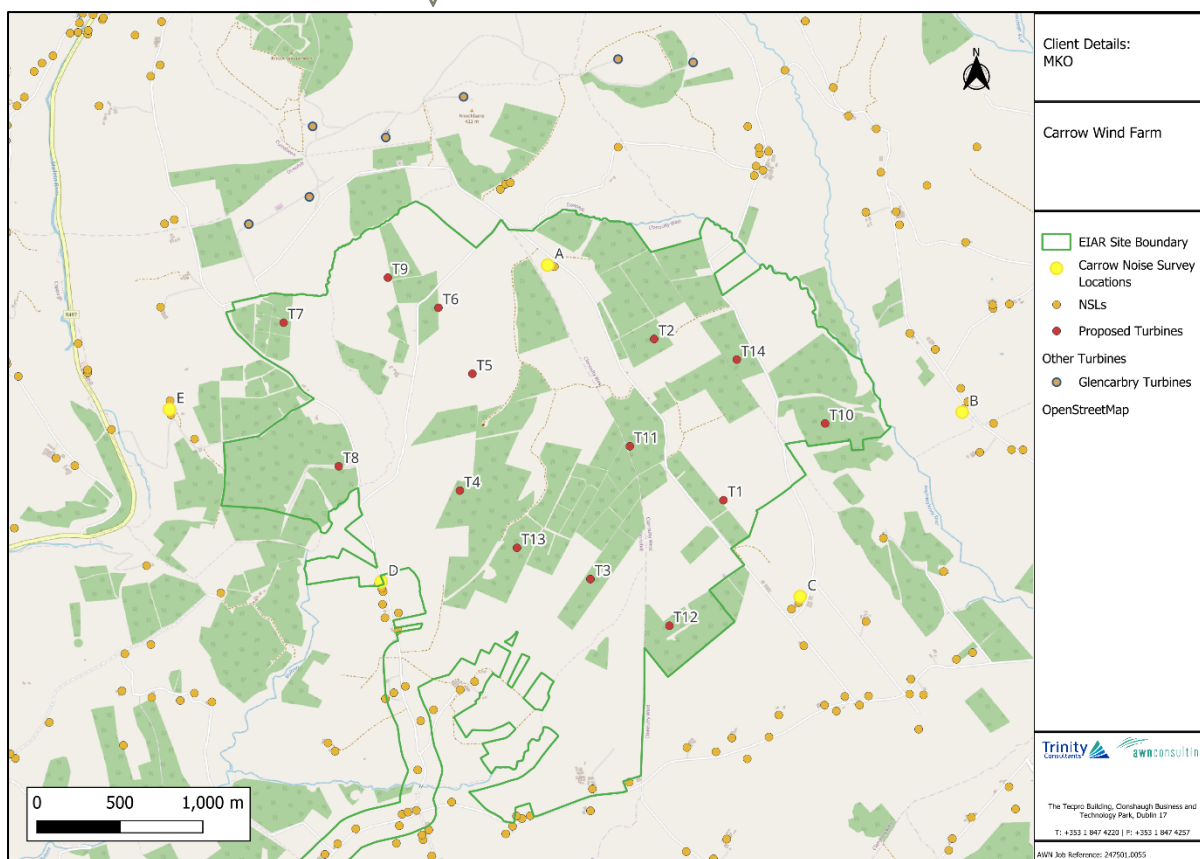 N
Knockbane
412 m
A
T9
T6
T7
T2
T14
T5
E
B
T10
T11
T8
T4
T1
T13
D
T3
C
T12
0 500 1,000 m
Client Details:
MKO
Carrow Wind Farm
EIAR Site Boundary
Carrow Noise Survey
Locations
NSLs
Proposed Turbines
Other Turbines
Glencarbry Turbines
OpenStreetMap
Trinity
Consultants
awnconsultin
The Tecpro Building, Clonshaugh Business and
Technology Park, Dublin 17
T: +353 1 847 4220 | F: +353 1 847 4257
AWN Job Reference: 247501.0055